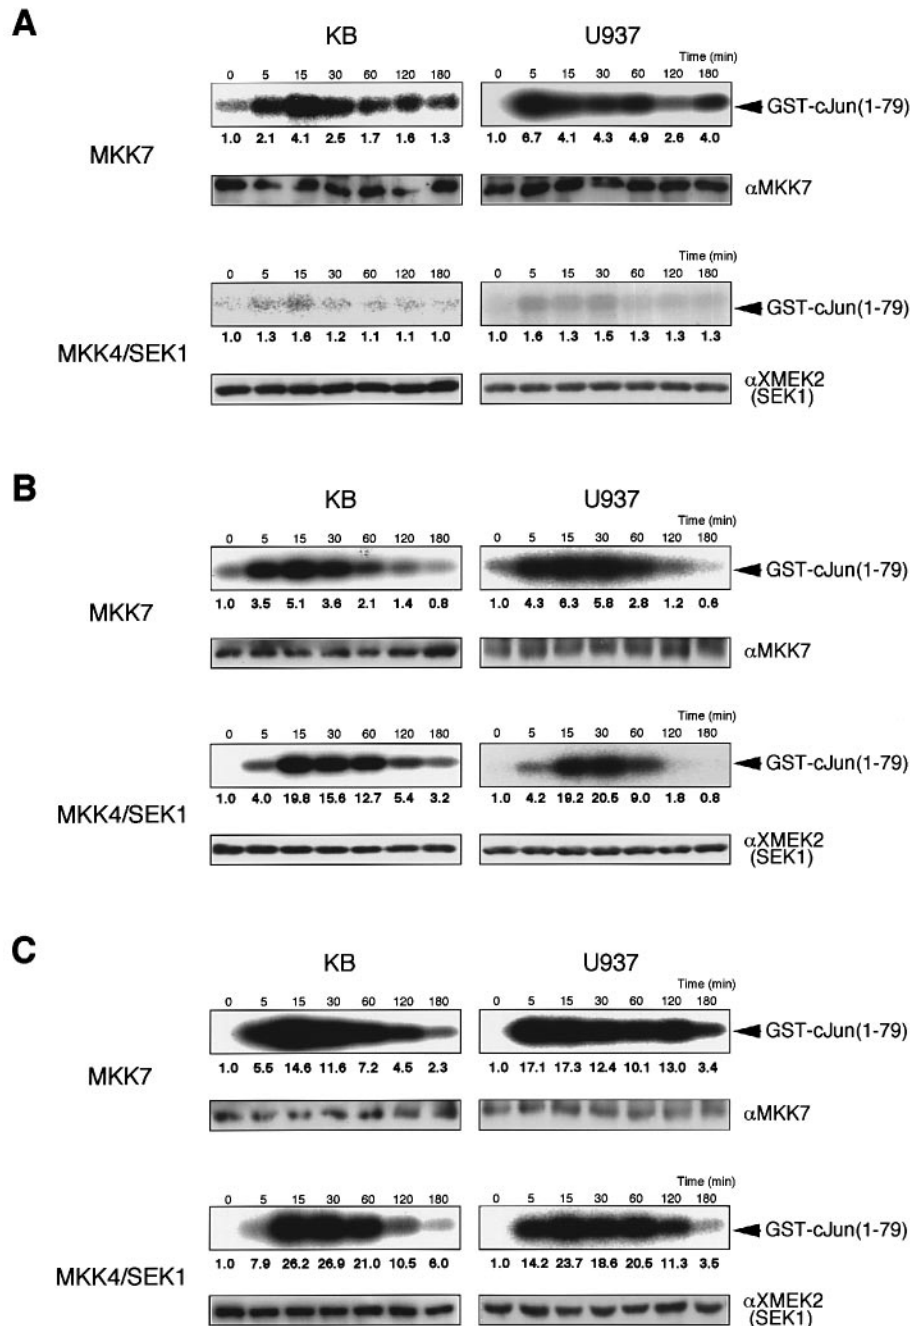 A
KB U937
Time (min)
0 5 15 30 60 120 180 0 5 15 30 60 120 180
GST-cJun(1-79)
1.0 2.1 4.1 2.5 1.7 1.6 1.3 1.0 6.7 4.1 4.3 4.9 2.6 4.0
MKK7
αMKK7
Time (min)
0 5 15 30 60 120 180 0 5 15 30 60 120 180
GST-cJun(1-79)
1.0 1.3 1.6 1.2 1.1 1.1 1.0 1.0 1.6 1.3 1.5 1.3 1.3 1.3
MKK4/SEK1
αXMEK2
(SEK1)
B
KB U937
Time (min)
0 5 15 30 60 120 180 0 5 15 30 60 120 180
GST-cJun(1-79)
1.0 3.5 5.1 3.6 2.1 1.4 0.8 1.0 4.3 6.3 5.8 2.8 1.2 0.6
MKK7
αMKK7
Time (min)
0 5 15 30 60 120 180 0 5 15 30 60 120 180
GST-cJun(1-79)
1.0 4.0 19.8 15.6 12.7 5.4 3.2 1.0 4.2 19.2 20.5 9.0 1.8 0.8
MKK4/SEK1
αXMEK2
(SEK1)
C
KB U937
Time (min)
0 5 15 30 60 120 180 0 5 15 30 60 120 180
GST-cJun(1-79)
1.0 5.5 14.6 11.6 7.2 4.5 2.3 1.0 17.1 17.3 12.4 10.1 13.0 3.4
MKK7
αMKK7
Time (min)
0 5 15 30 60 120 180 0 5 15 30 60 120 180
GST-cJun(1-79)
1.0 7.9 26.2 26.9 21.0 10.5 6.0 1.0 14.2 23.7 18.6 20.5 11.3 3.5
MKK4/SEK1
αXMEK2
(SEK1)